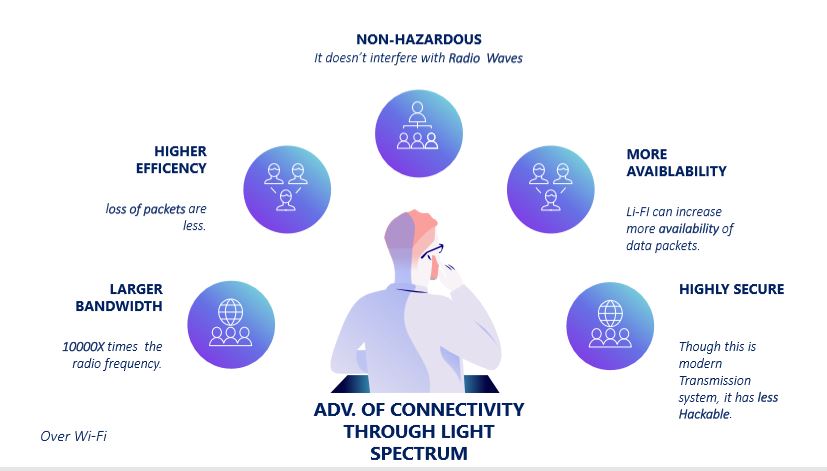 NON-HAZARDOUS
It doesn't interfere with Radio Waves
HIGHER
EFFICENCY
loss of packets are
less.
MORE
AVAIBLABILITY
Li-FI can increase
more availability of
data packets.
LARGER
BANDWIDTH
10000X times the
radio frequency.
HIGHLY SECURE
Though this is
modern
Transmission
system, it has less
Hackable.
ADV. OF CONNECTIVITY
THROUGH LIGHT
SPECTRUM
Over Wi-Fi